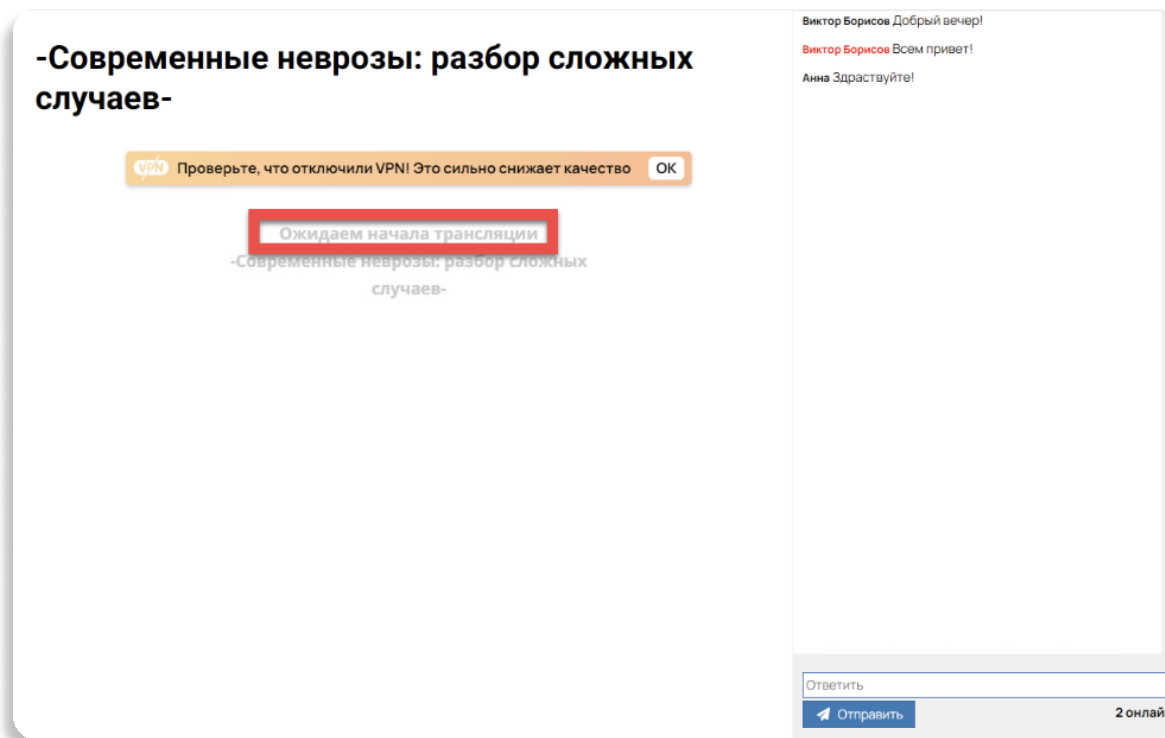 -Современные неврозы: разбор сложных
случаев-
VPN Проверьте, что отключили VPN! Это сильно снижает качество ОК
Ожидаем начала трансляции
-Современные неврозы: разбор сложных
случаев-
Виктор Борисов Добрый вечер!
Виктор Борисов Всем привет!
Анна Здраствуйте!
Ответить
Отправить
2 онлай